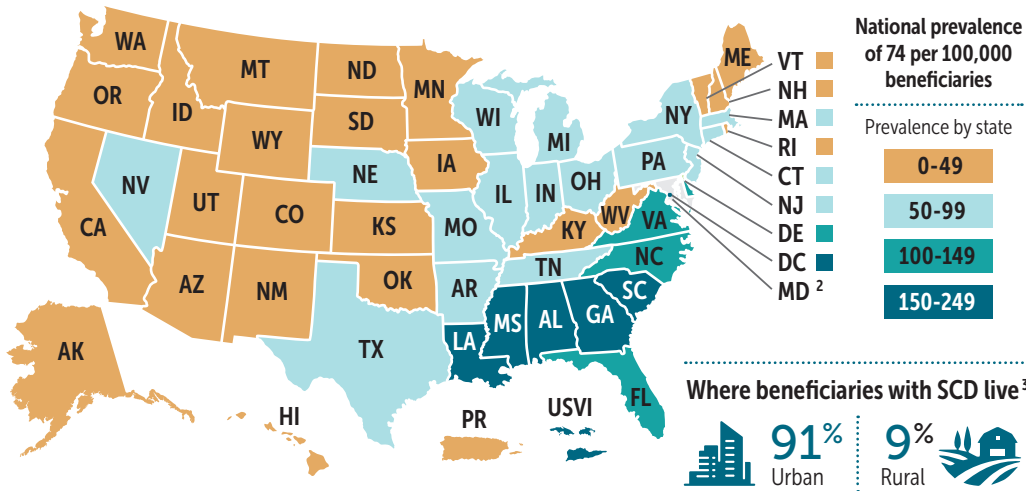 WA
MT
ND
MN
ME
OR
ID
SD
WI
NY
WY
MI
IA
PA
NE
NV
IL
IN
OH
UT
CO
KS
MO
WV
VA
CA
KY
NC
OK
TN
AZ
NM
AR
SC
MS
AL
GA
LA
TX
AK
FL
HI
PR
USVI
VT
NH
MA
RI
CT
NJ
DE
DC
MD 2
National prevalence
of 74 per 100,000
beneficiaries
Prevalence by state
0-49
50-99
100-149
150-249
Where beneficiaries with SCD live 3
91%
Urban
9%
Rural